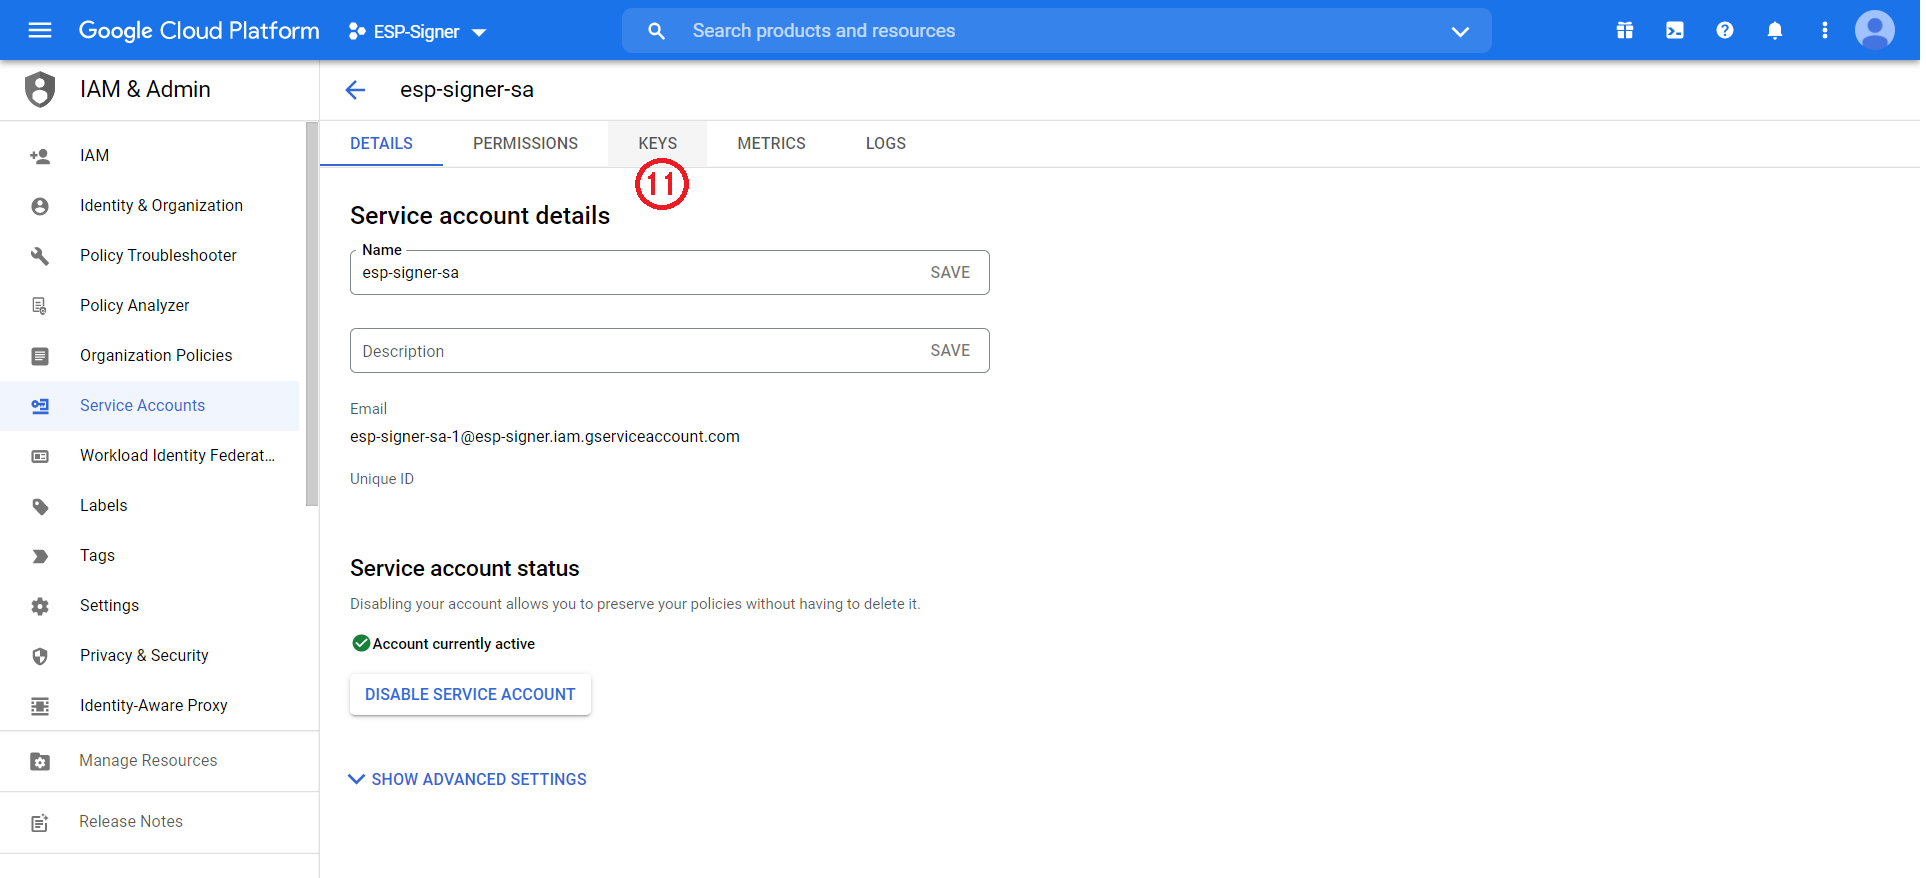 Google Cloud Platform
ESP-Signer
Search products and resources
IAM & Admin
esp-signer-sa
DETAILS
PERMISSIONS
KEYS
METRICS
LOGS
11
IAM
Identity & Organization
Policy Troubleshooter
Policy Analyzer
Organization Policies
Service Accounts
Workload Identity Federat...
Labels
Tags
Settings
Privacy & Security
Identity-Aware Proxy
Manage Resources
Release Notes
Service account details
Name
esp-signer-sa
SAVE
Description
SAVE
Email
esp-signer-sa-1@esp-signer.iam.gserviceaccount.com
Unique ID
Service account status
Disabling your account allows you to preserve your policies without having to delete it.
Account currently active
DISABLE SERVICE ACCOUNT
SHOW ADVANCED SETTINGS